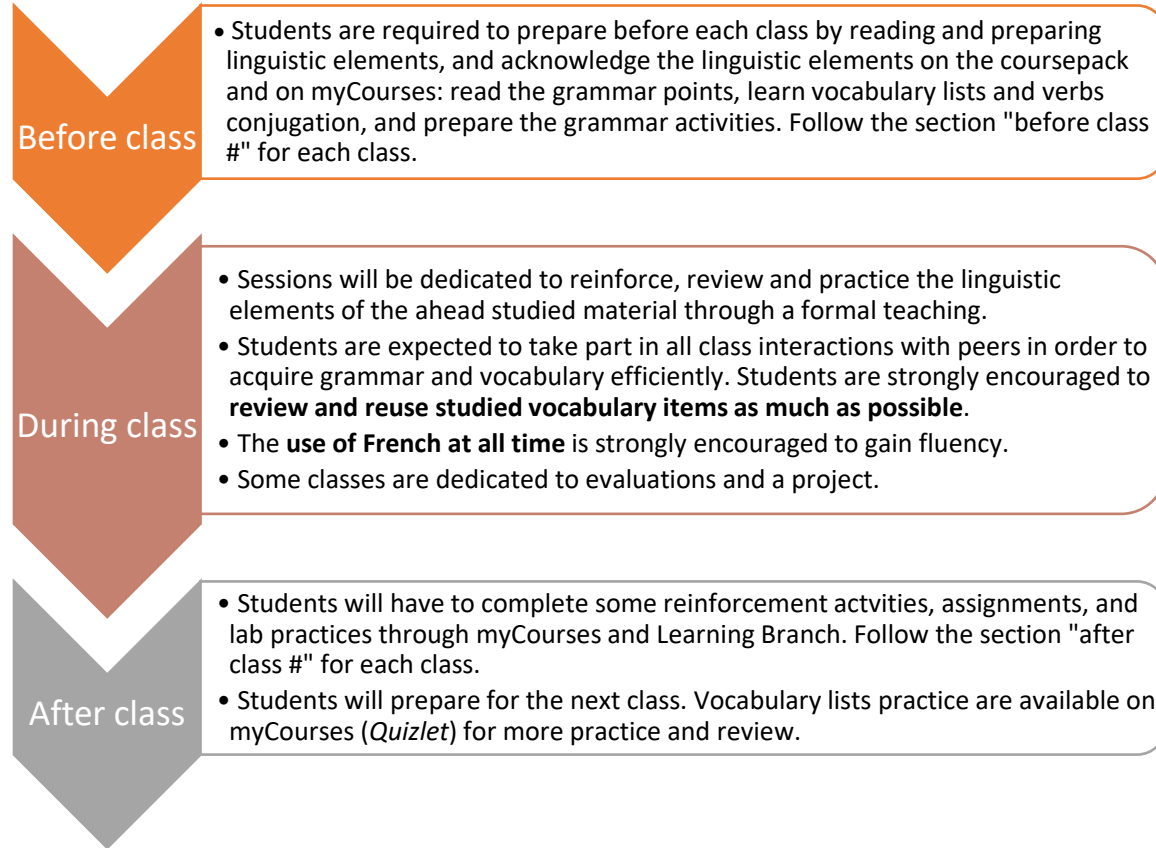 Before class
• Students are required to prepare before each class by reading and preparing
linguistic elements, and acknowledge the linguistic elements on the coursepack
and on myCourses: read the grammar points, learn vocabulary lists and verbs
conjugation, and prepare the grammar activities. Follow the section "before class
#" for each class.
During class
• Sessions will be dedicated to reinforce, review and practice the linguistic
elements of the ahead studied material through a formal teaching.
• Students are expected to take part in all class interactions with peers in order to
acquire grammar and vocabulary efficiently. Students are strongly encouraged to
review and reuse studied vocabulary items as much as possible.
• The use of French at all time is strongly encouraged to gain fluency.
• Some classes are dedicated to evaluations and a project.
After class
• Students will have to complete some reinforcement actvities, assignments, and
lab practices through myCourses and Learning Branch. Follow the section "after
class #" for each class.
• Students will prepare for the next class. Vocabulary lists practice are available on
myCourses (Quizlet) for more practice and review.